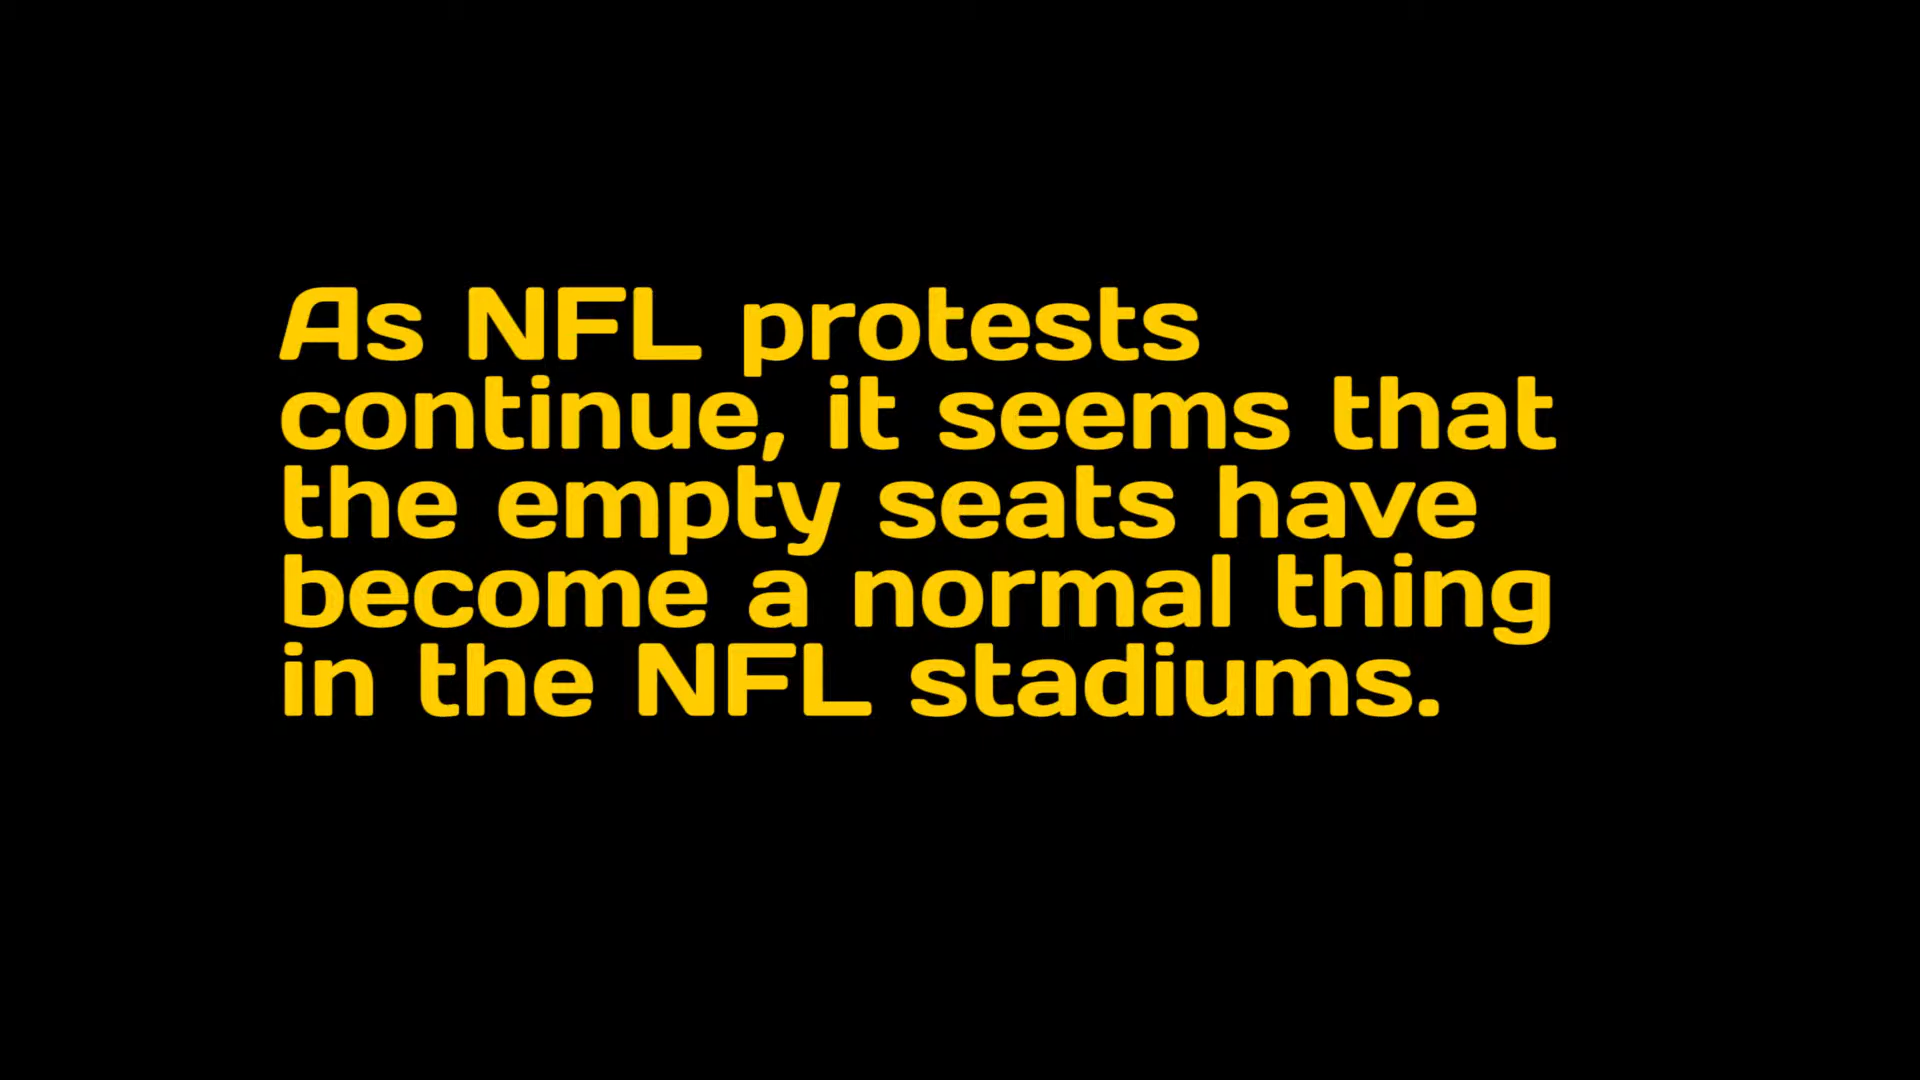 As NFL protests
continue, it seems that
the empty seats have
become a normal thing
in the NFL stadiums.